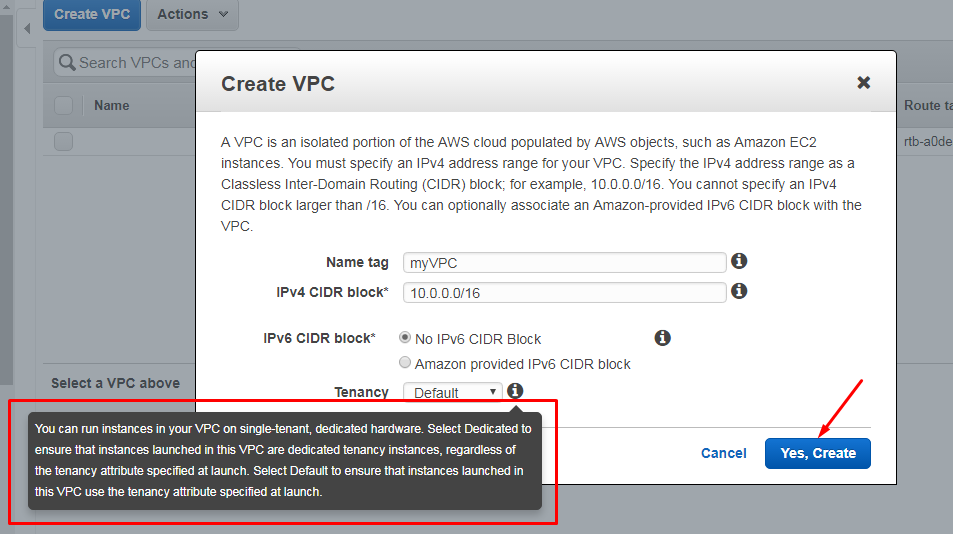 Create VPC Actions
Search VPCs and
Name
Route ta
rtb-a0de
Create VPC
A VPC is an isolated portion of the AWS cloud populated by AWS objects, such as Amazon EC2
instances. You must specify an IPv4 address range for your VPC. Specify the IPv4 address range as a
Classless Inter-Domain Routing (CIDR) block; for example, 10.0.0.0/16. You cannot specify an IPv4
CIDR block larger than /16. You can optionally associate an Amazon-provided IPv6 CIDR block with the
VPC.
Name tag myVPC
IPv4 CIDR block* 10.0.0.0/16
IPv6 CIDR block* No IPv6 CIDR Block
Amazon provided IPv6 CIDR block
Select a VPC above
Tenancy Default
You can run instances in your VPC on single-tenant, dedicated hardware. Select Dedicated to
ensure that instances launched in this VPC are dedicated tenancy instances, regardless of
the tenancy attribute specified at launch. Select Default to ensure that instances launched in
this VPC use the tenancy attribute specified at launch.
Cancel Yes, Create